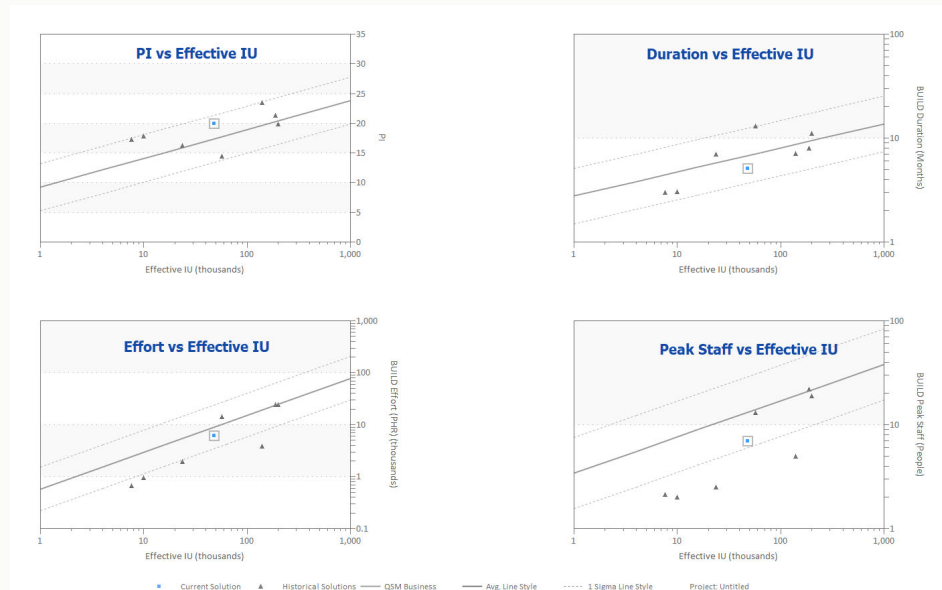 PI vs Effective IU
35
30
25
20
15
10
5
0
PI
1
10
100
1,000
Effective IU (thousands)
Duration vs Effective IU
100
10
1
BUILD Duration (Months)
1
10
100
1,000
Effective IU (thousands)
Effort vs Effective IU
1,000
100
10
1
0.1
BUILD Effort (PHR) (thousands)
1
10
100
1,000
Effective IU (thousands)
Peak Staff vs Effective IU
100
10
1
BUILD Peak Staff (People)
1
10
100
1,000
Effective IU (thousands)
Current Solution Historical Solutions QSM Business Avg. Line Style 1 Sigma Line Style Project: Untitled